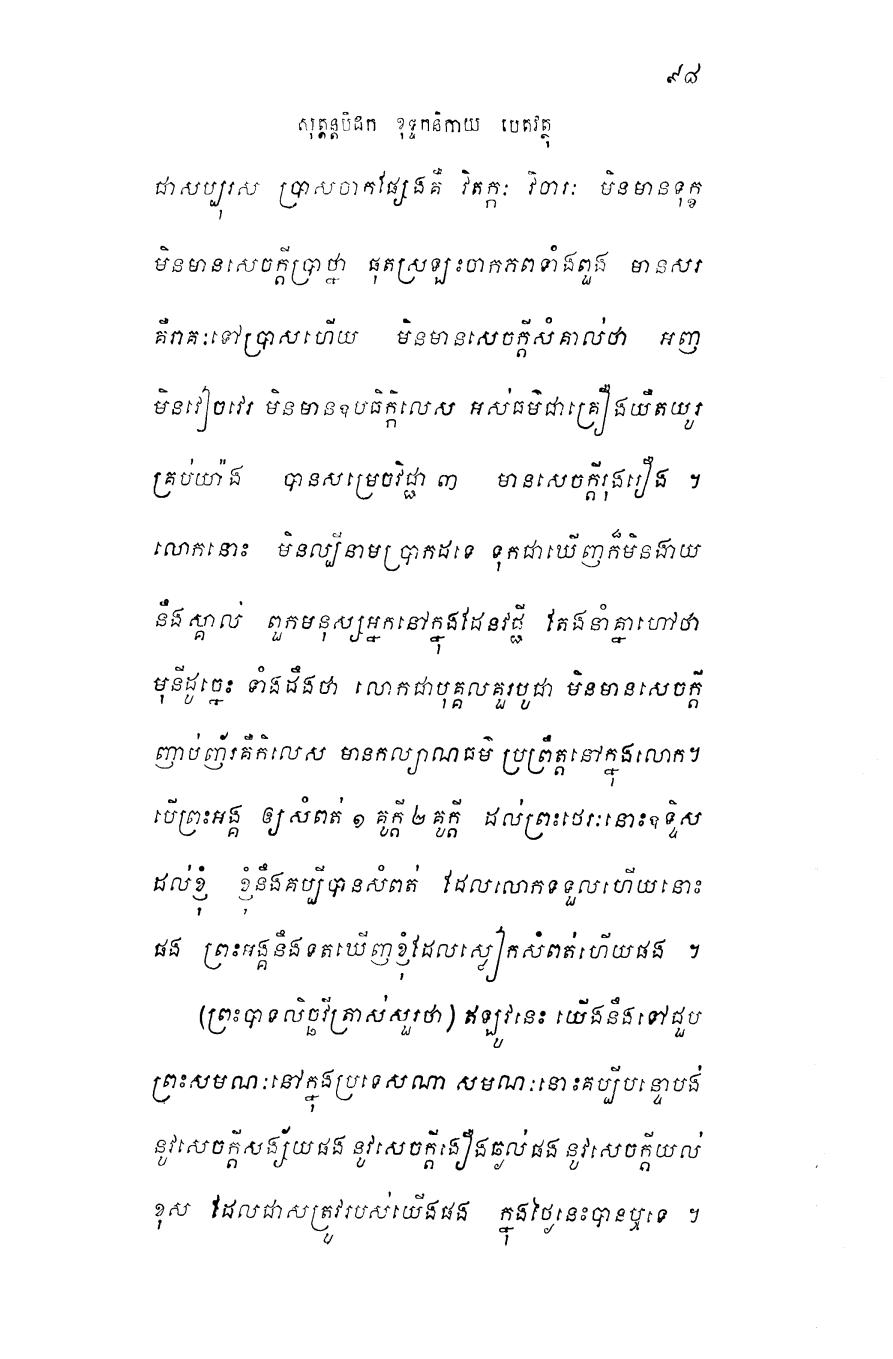 ៩៨
សុត្តន្តបិដក ខុទ្ទកនិកាយ បេតវត្ថុ
ជាសប្បុរស ប្រាសចាកផ្សែងគឺ វិតក្កៈ វិចារៈ មិនមានទុក្ខ
មិនមានសេចក្តីប្រាថ្នា ផុតស្រឡះចាកភពទាំងពួង មានសរ
គឺរាគៈទៅប្រាសហើយ មិនមានសេចក្តីសំគាល់ថា អញ
មិនវៀចវេរ មិនមានឧបធិក្កិលេស អស់ធម៌ជាគ្រឿងយឺតយូរ
គ្រប់យ៉ាង បានសម្រេចវិជ្ជា ៣ មានសេចក្តីរុងរឿង ។
លោកនោះ មិនល្បីនាមប្រាកដទេ ទុកជាឃើញក៏មិនងាយ
នឹងស្គាល់ ពួកមនុស្សអ្នកនៅក្នុងដែនវជ្ជី តែងនាំគ្នាហៅថា
មុនីដូច្នេះ ទាំងដឹងថា លោកជាបុគ្គលគួរបូជា មិនមានសេចក្តី
ញាប់ញ័រគឺកិលេស មានកល្យាណធម៌ ប្រព្រឹត្តនៅក្នុងលោក។
បើព្រះអង្គ ឲ្យសំពត់ ១ គួក្តី ២ គួក្តី ដល់ព្រះថេរៈនោះឧទ្ទិស
ដល់ខ្ញុំ ខ្ញុំនឹងគប្បីបានសំពត់ ដែលលោកទទួលហើយនោះ
ផង ព្រះអង្គនឹងទតឃើញខ្ញុំដែលស្លៀកសំពត់ហើយផង ។
(ព្រះបាទលិច្ឆវីត្រាស់សួរថា) ឥឡូវនេះ យើងនឹងទៅជួប
ព្រះសមណៈនៅក្នុងប្រទេសណា សមណៈនោះគប្បីបន្ទោបង់
នូវសេចក្តីសង្ស័យផង នូវសេចក្តីងឿងឆ្ងល់ផង នូវសេចក្តីយល់
ខុស ដែលជាសត្រូវរបស់យើងផង ក្នុងថ្ងៃនេះបានឬទេ ។